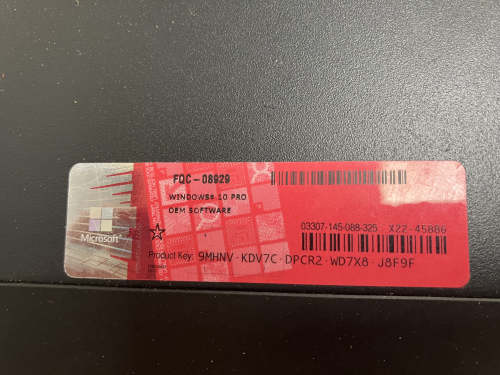 FQC-08929
WINDOWS® 10 PRO
OEM SOFTWARE
03307-145-088-325 X22-45886
Microsoft
Product Key: 9MHNV-KDV7C-DPCR2-WD7X8-J8F9F